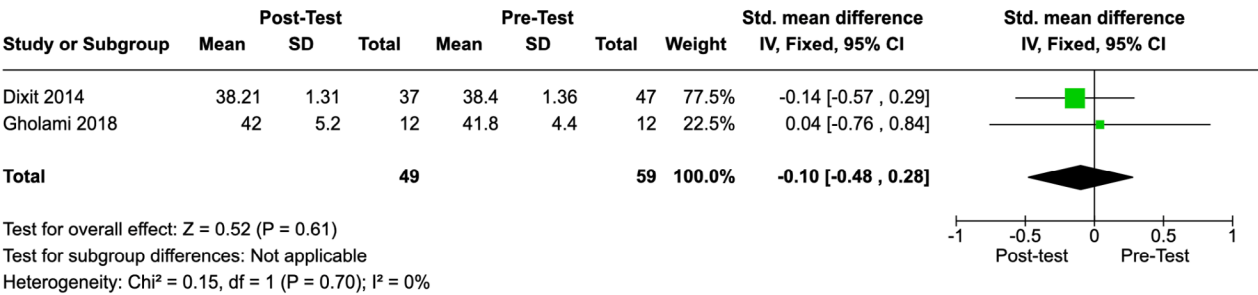 Post-Test Pre-Test Std. mean difference Std. mean difference
Study or Subgroup Mean SD Total Mean SD Total Weight IV, Fixed, 95% CI IV, Fixed, 95% CI
Dixit 2014 38.21 1.31 37 38.4 1.36 47 77.5% -0.14 [-0.57 , 0.29]
Gholami 2018 42 5.2 12 41.8 4.4 12 22.5% 0.04 [-0.76 , 0.84]
Total 49 59 100.0% -0.10 [-0.48 , 0.28]
Test for overall effect: Z = 0.52 (P = 0.61)
Test for subgroup differences: Not applicable
Heterogeneity: Chi² = 0.15, df = 1 (P = 0.70); I² = 0%
-1 -0.5 0 0.5 1
Post-test Pre-Test